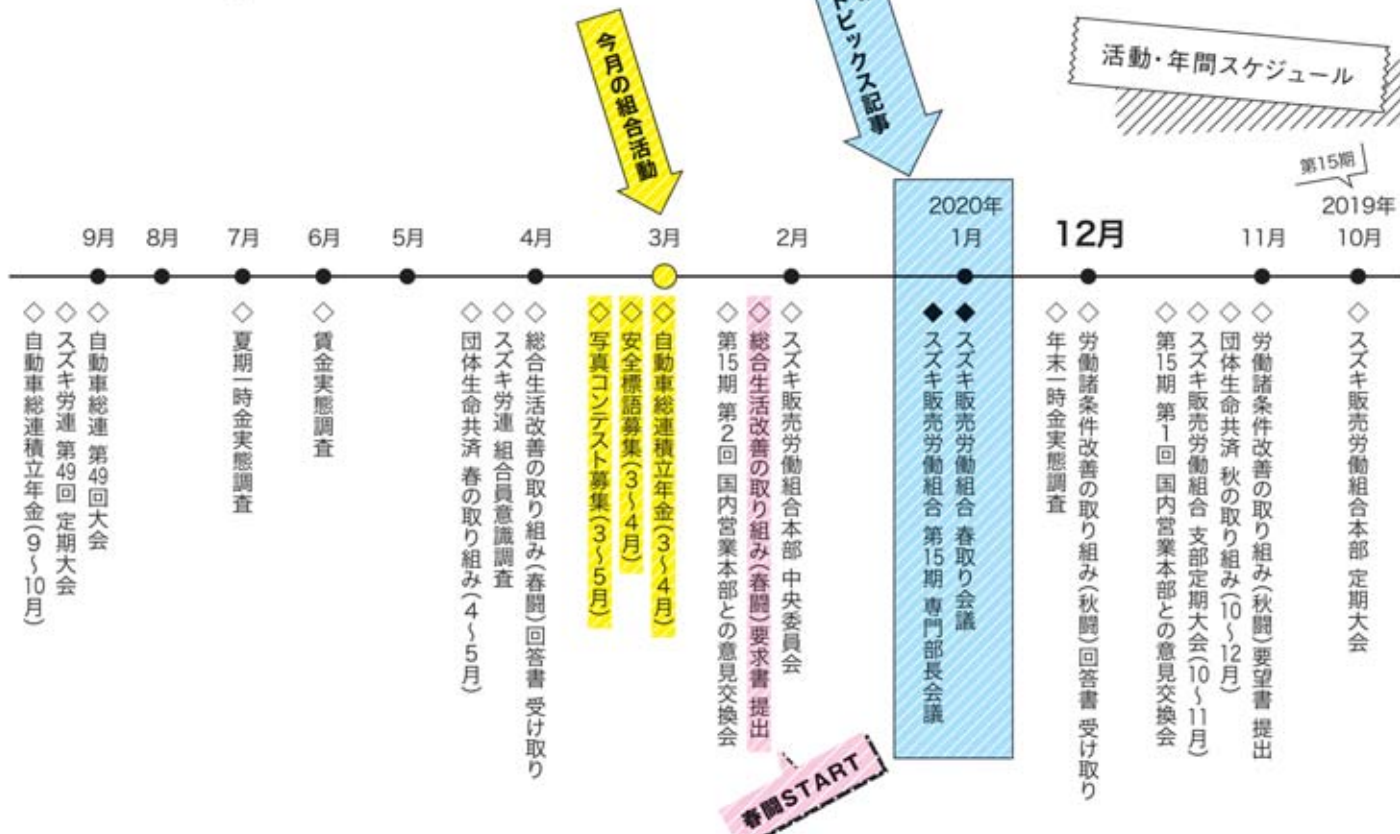 活動・年間スケジュール
第15期
2019年
10月
◇スズキ販売労働組合本部 定期大会
11月
◇労働諸条件改善の取り組み(秋闘)要望書 提出
◇団体生命共済 秋の取り組み(10〜12月)
◇スズキ販売労働組合 支部定期大会(10〜11月)
◇第15期 第1回 国内営業本部との意見交換会
12月
◇労働諸条件改善の取り組み(秋闘)回答書 受け取り
◇年末一時金実態調査
トピックス記事
2020年
1月
◆スズキ販売労働組合 春取り会議
◆スズキ販売労働組合 第15期 専門部長会議
2月
◇スズキ販売労働組合本部 中央委員会
◇総合生活改善の取り組み(春闘)要求書 提出
◇第15期 第2回 国内営業本部との意見交換会
春闘START
今月の組合活動
3月
◇自動車総連積立年金(3〜4月)
◇安全標語募集(3〜4月)
◇写真コンテスト募集(3〜5月)
4月
◇総合生活改善の取り組み(春闘)回答書 受け取り
◇スズキ労連 組合員意識調査
◇団体生命共済 春の取り組み(4〜5月)
5月
6月
◇賃金実態調査
7月
◇夏期一時金実態調査
8月
9月
◇自動車総連 第49回大会
◇スズキ労連 第49回 定期大会
◇自動車総連積立年金(9〜10月)